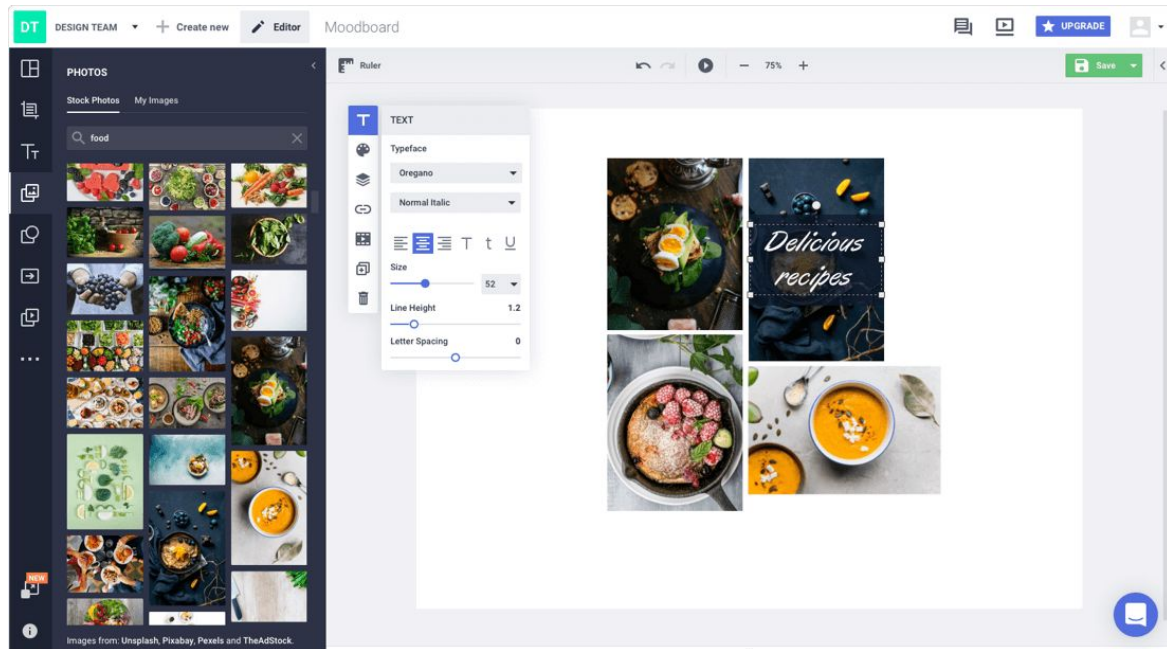 DT DESIGN TEAM Create new Editor Moodboard UPGRADE
PHOTOS
Stock Photos My Images
food
NEW
Images from: Unsplash, Pixabay, Pexels and TheAdStock.
Ruler 75% Save
T TEXT
Typeface
Oregano
Normal Italic
T t U
Size
52
Line Height 1.2
Letter Spacing 0
Delicious
recipes